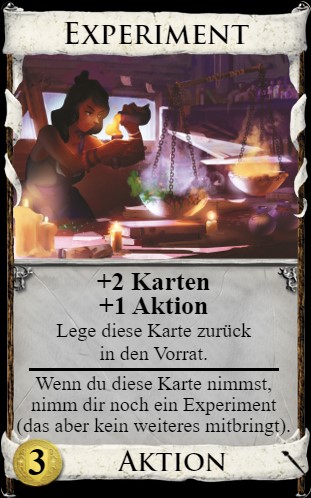 EXPERIMENT
+2 Karten
+1 Aktion
Lege diese Karte zurück
in den Vorrat.
Wenn du diese Karte nimmst,
nimm dir noch ein Experiment
(das aber kein weiteres mitbringt).
3
AKTION